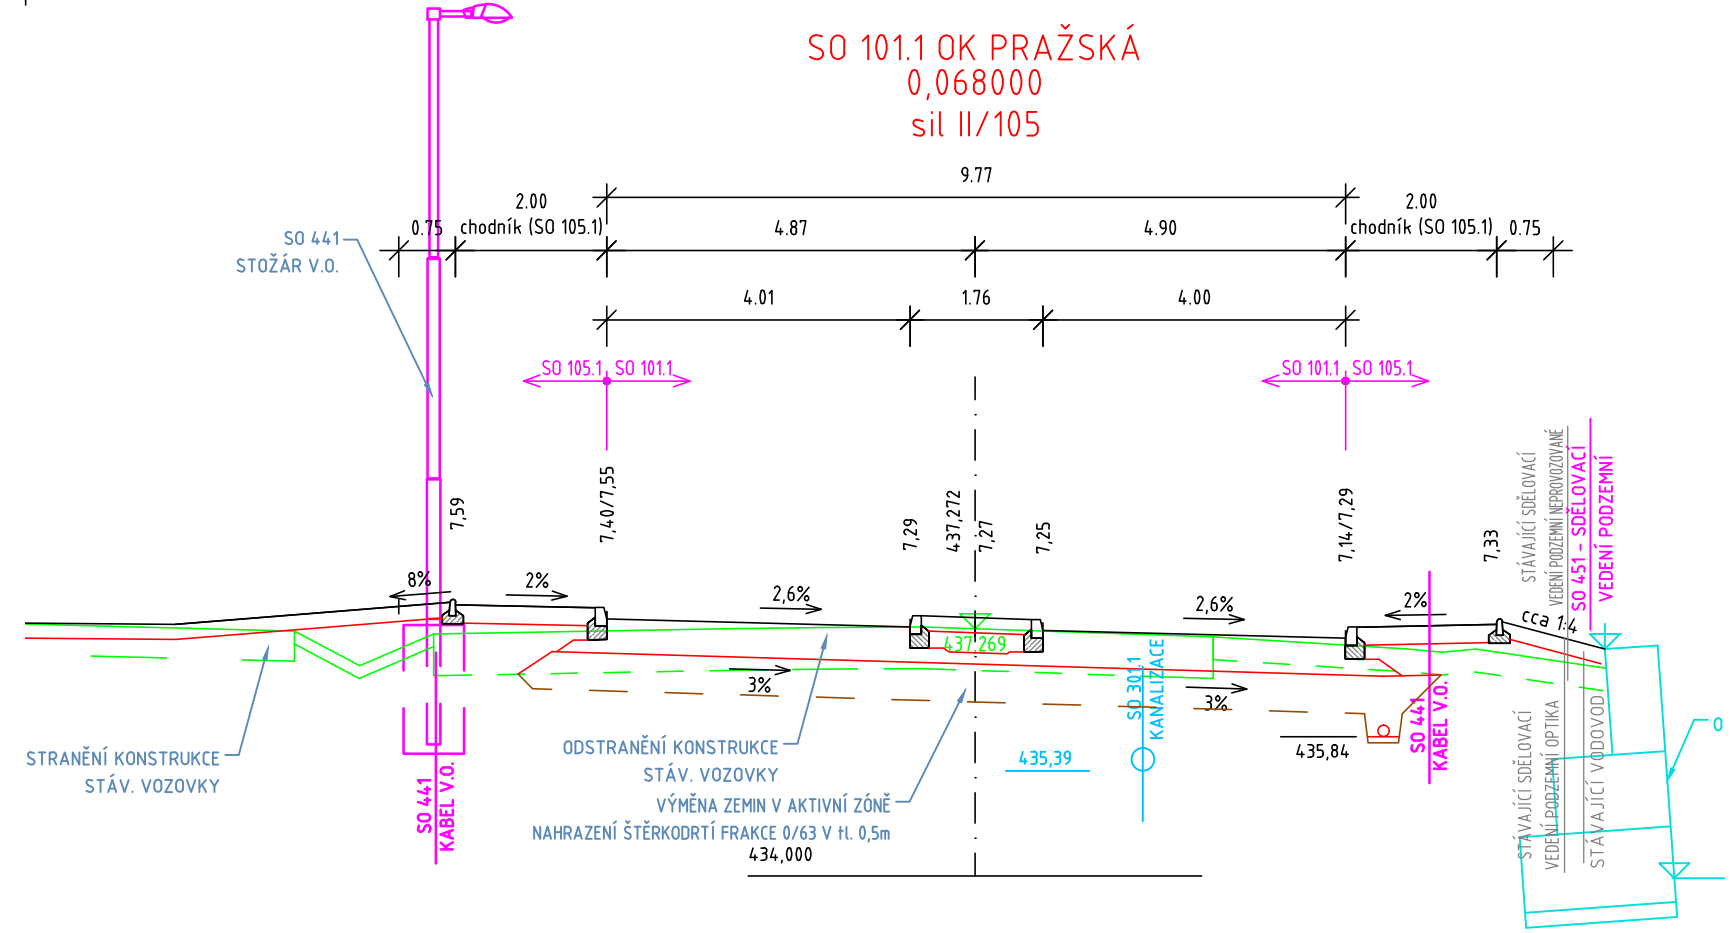 SO 101.1 OK PRAŽSKÁ
0,068000
sil II/105
9.77
2.00
2.00
0.75
chodník (SO 105.1)
4.87
4.90
chodník (SO 105.1)
0.75
SO 441
STOŽÁR V.O.
4.01
1.76
4.00
SO 105.1
SO 101.1
SO 101.1
SO 105.1
7,59
7,40/7,55
7,29
437,272
7,27
7,25
7,14/7,29
7,33
STÁVAJÍCÍ SDĚLOVACÍ
VEDENÍ PODZEMNÍ NEPROVOZOVANÉ
SO 451 - SDĚLOVACÍ
VEDENÍ PODZEMNÍ
8%
2%
2,6%
2,6%
2%
cca 1:4
437.269
3%
3%
SO 301.1
KANALIZACE
435,39
435,84
SO 441
KABEL V.O.
STRANĚNÍ KONSTRUKCE
STÁV. VOZOVKY
SO 441
KABEL V.O.
ODSTRANĚNÍ KONSTRUKCE
STÁV. VOZOVKY
VÝMĚNA ZEMIN V AKTIVNÍ ZÓNĚ
NAHRAZENÍ ŠTĚRKODRTÍ FRAKCE 0/63 V tl. 0,5m
434,000
STÁVAJÍCÍ SDĚLOVACÍ
VEDENÍ PODZEMNÍ OPTIKA
STÁVAJÍCÍ VODOVOD